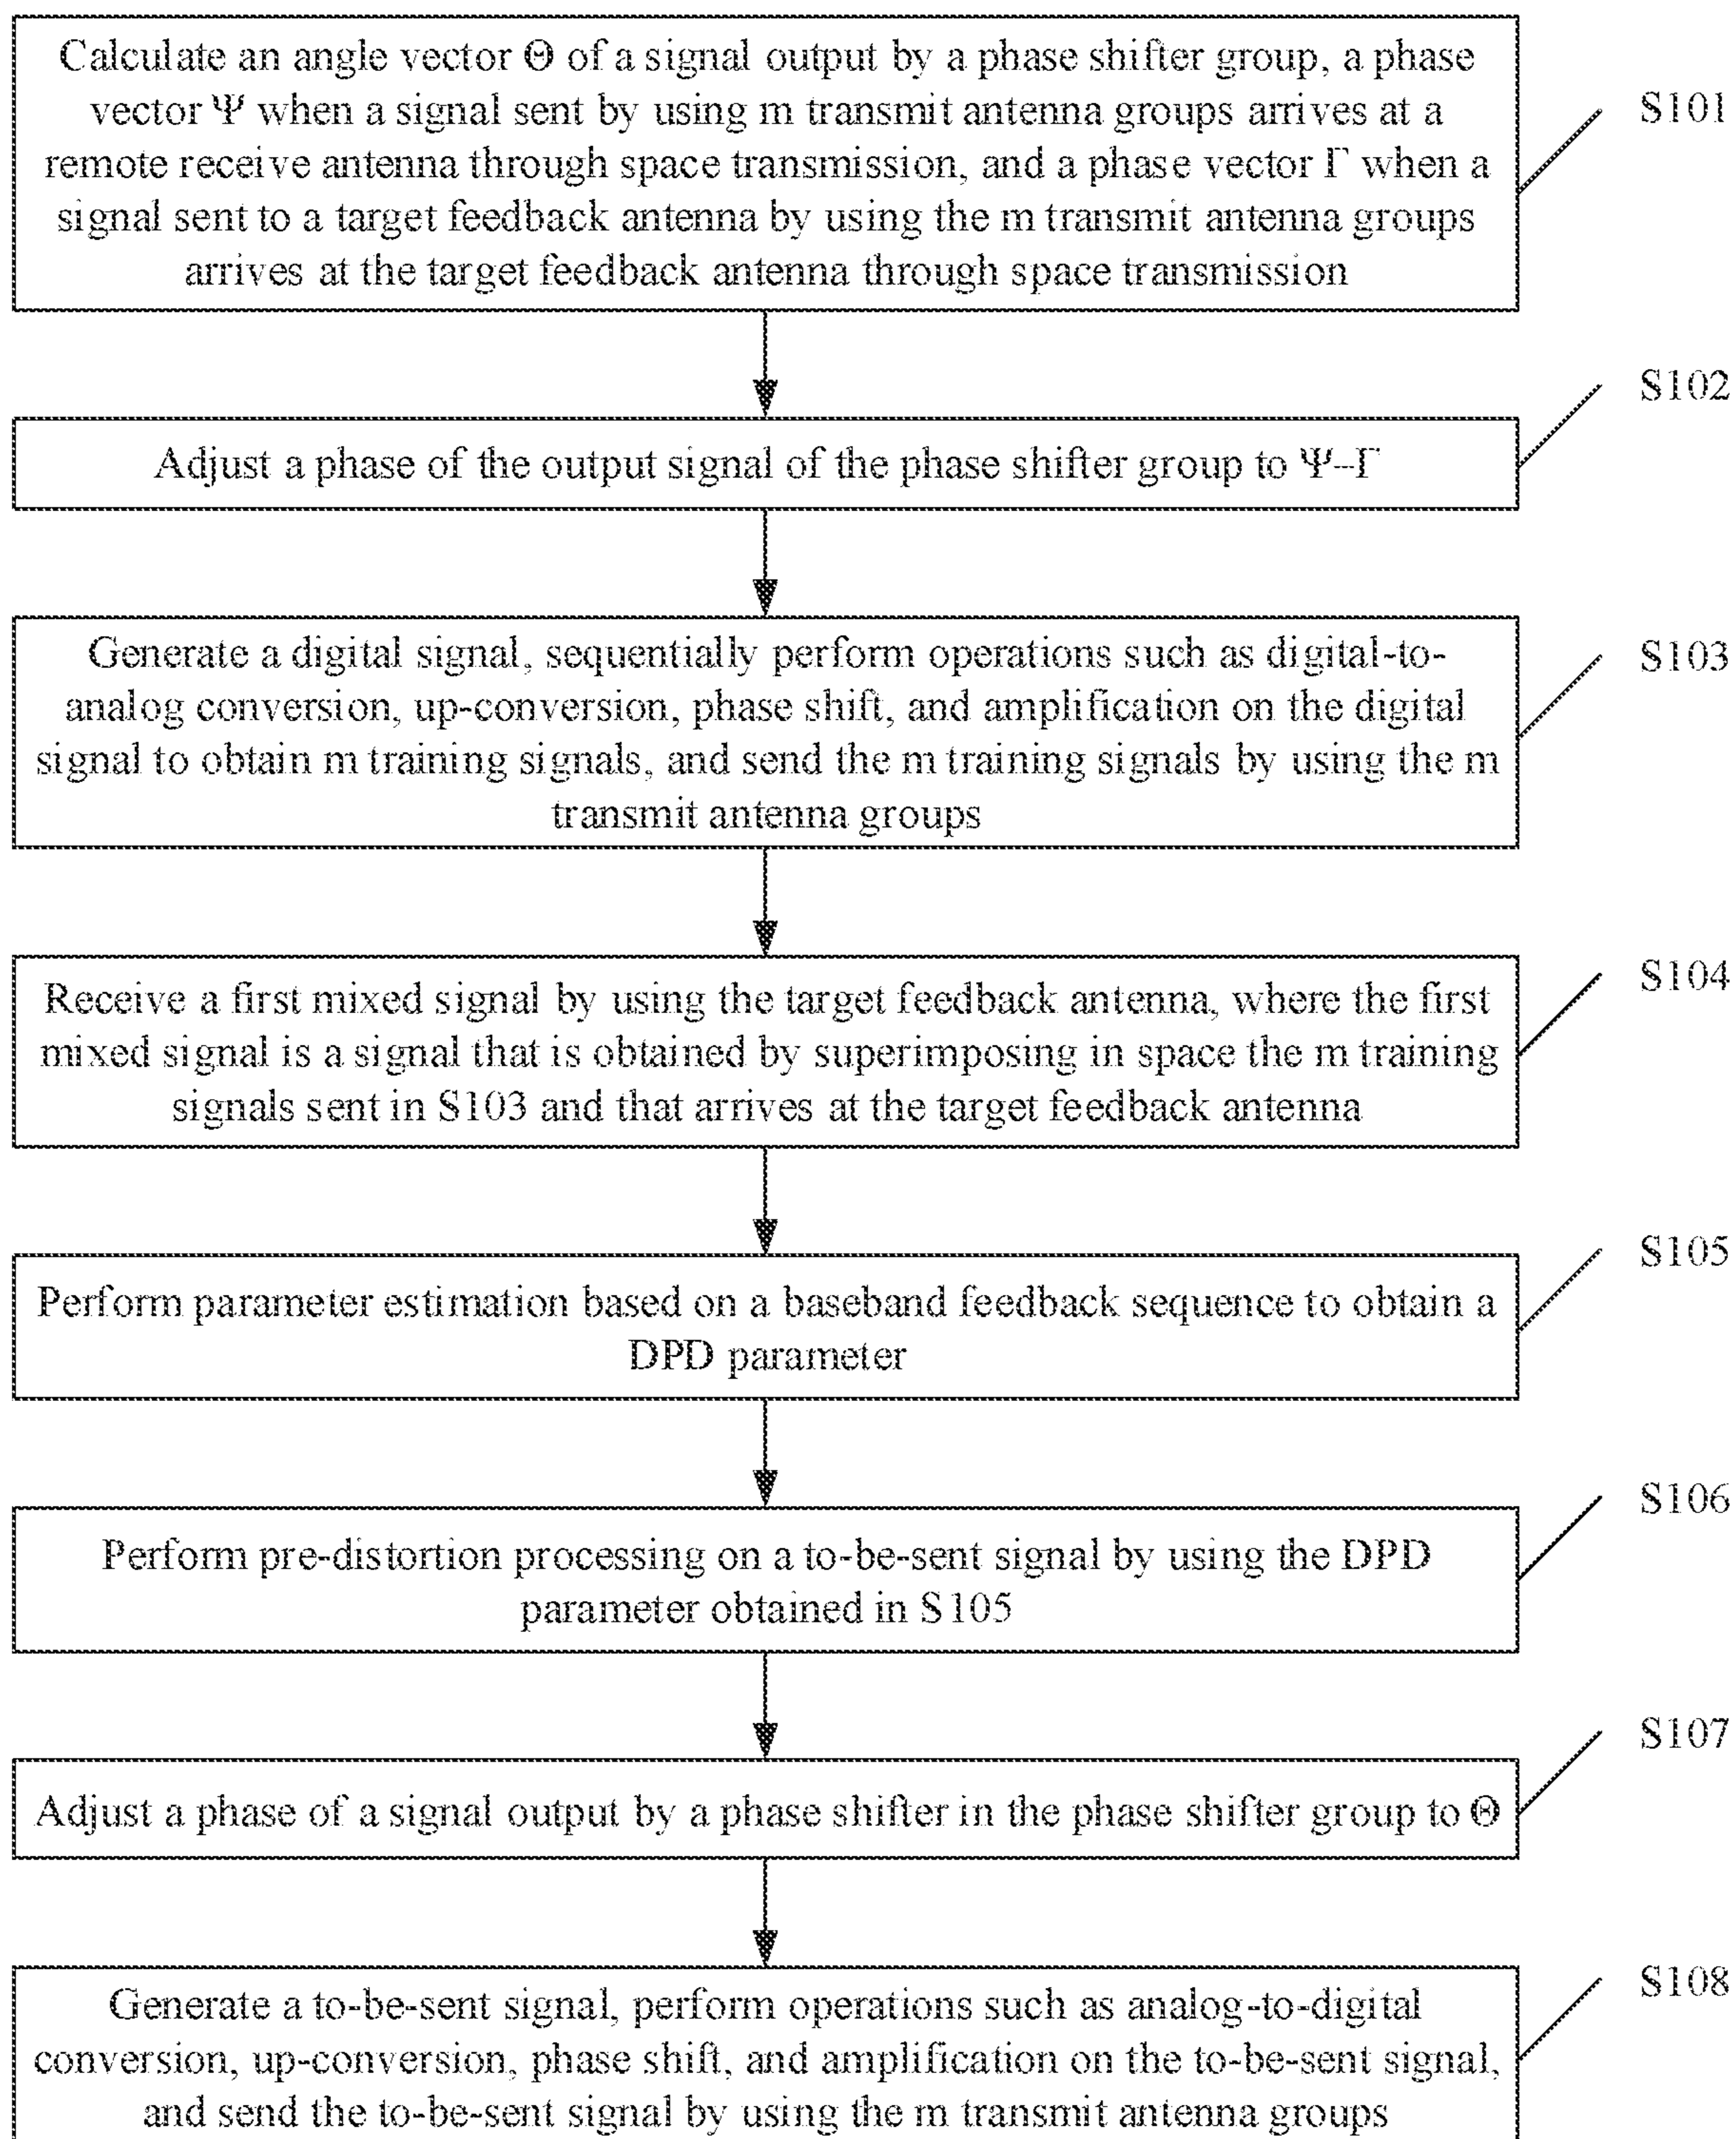 Calculate an angle vector Θ of a signal output by a phase shifter group, a phase
vector Ψ when a signal sent by using m transmit antenna groups arrives at a
remote receive antenna through space transmission, and a phase vector Γ when a
signal sent to a target feedback antenna by using the m transmit antenna groups
arrives at the target feedback antenna through space transmission
S101
Adjust a phase of the output signal of the phase shifter group to Ψ–Γ
S102
Generate a digital signal, sequentially perform operations such as digital-to-
analog conversion, up-conversion, phase shift, and amplification on the digital
signal to obtain m training signals, and send the m training signals by using the m
transmit antenna groups
S103
Receive a first mixed signal by using the target feedback antenna, where the first
mixed signal is a signal that is obtained by superimposing in space the m training
signals sent in S103 and that arrives at the target feedback antenna
S104
Perform parameter estimation based on a baseband feedback sequence to obtain a
DPD parameter
S105
Perform pre-distortion processing on a to-be-sent signal by using the DPD
parameter obtained in S105
S106
Adjust a phase of a signal output by a phase shifter in the phase shifter group to Θ
S107
Generate a to-be-sent signal, perform operations such as analog-to-digital
conversion, up-conversion, phase shift, and amplification on the to-be-sent signal,
and send the to-be-sent signal by using the m transmit antenna groups
S108